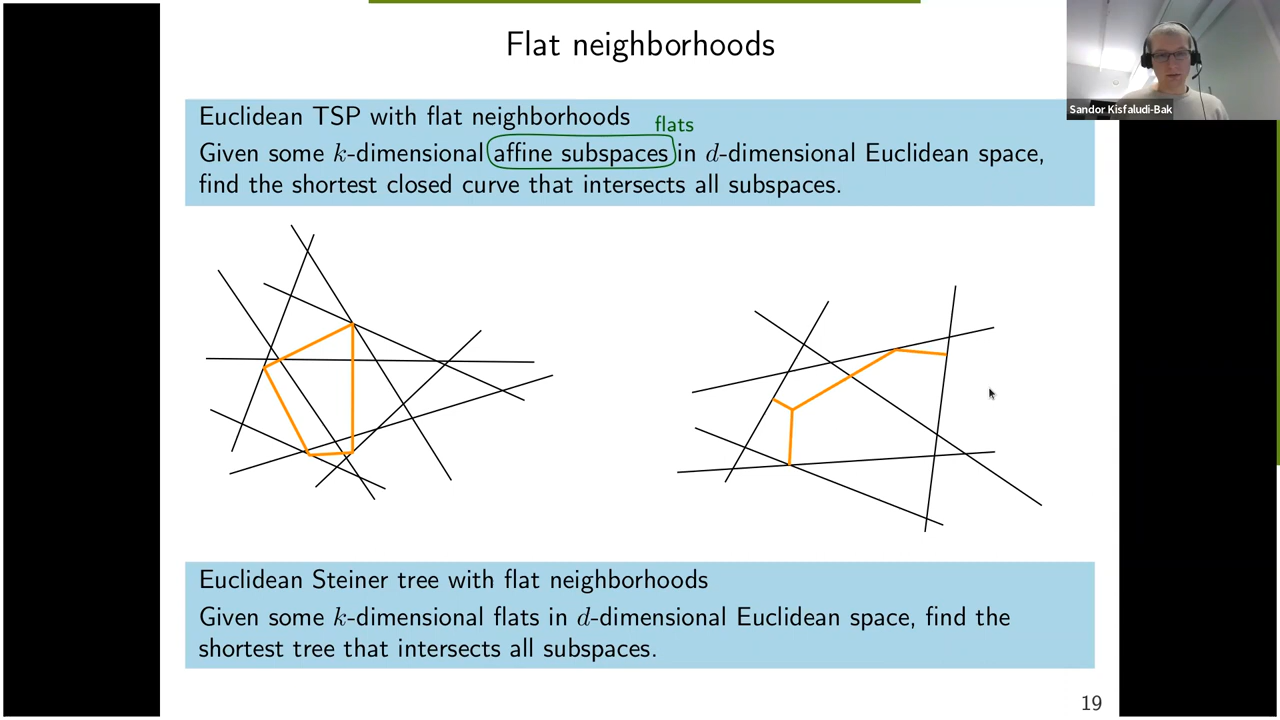 Flat neighborhoods
Sandor Kisfaludi-Bak
Euclidean TSP with flat neighborhoods
flats
Given some k-dimensional affine subspaces in d-dimensional Euclidean space,
find the shortest closed curve that intersects all subspaces.
Euclidean Steiner tree with flat neighborhoods
Given some k-dimensional flats in d-dimensional Euclidean space, find the
shortest tree that intersects all subspaces.
19